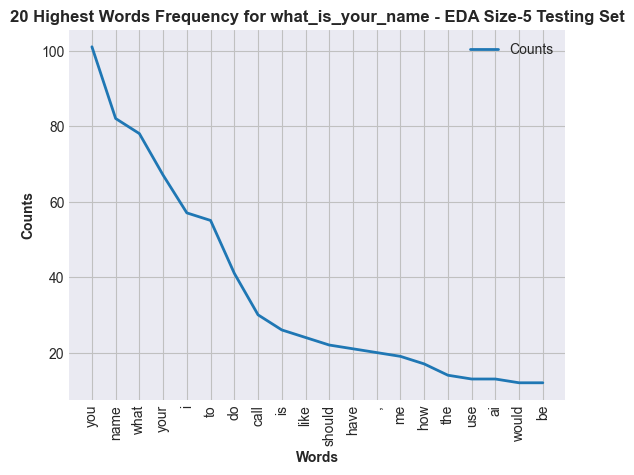 20 Highest Words Frequency for what_is_your_name - EDA Size-5 Testing Set
Counts
100
80
60
40
20
Counts
you
name
what
your
i
to
do
call
is
like
should
have
,
me
how
the
use
ai
would
be
Words